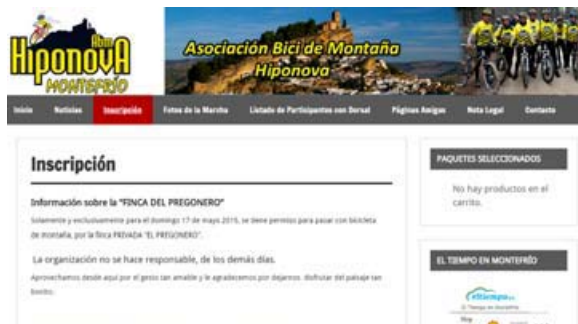 Abm
Hiponova
MONTEFRÍO
Asociación Bici de Montaña
Hiponova
Inicio Noticias Inscripción Fotos de la Marcha Listado de Participantes con Dorsal Páginas Amigas Nota Legal Contacto
Inscripción
Información sobre la "FINCA DEL PREGONERO"
Solamente y exclusivamente para el domingo 17 de mayo 2015, se tiene permiso para pasar con bicicleta
de montaña, por la finca PRIVADA "EL PREGONERO".
La organización no se hace responsable, de los demás días.
Aprovechamos desde aquí por el gesto tan amable y le agradecemos por dejarnos disfrutar del paisaje tan
bonito.
PAQUETES SELECCIONADOS
No hay productos en el
carrito.
EL TIEMPO EN MONTEFRÍO
eltiempo.es
Hoy